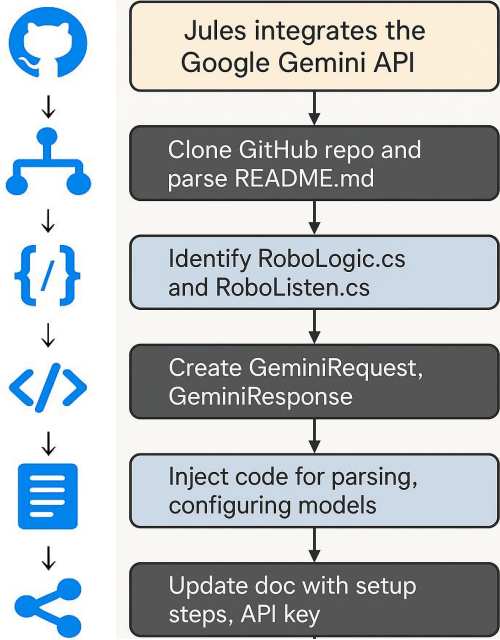 Jules integrates the
Google Gemini API
Clone GitHub repo and
parse README.md
{/}
Identify RoboLogic.cs
and RoboListen.cs
</>
Create GeminiRequest,
GeminiResponse
Inject code for parsing,
configuring models
Update doc with setup
steps, API key